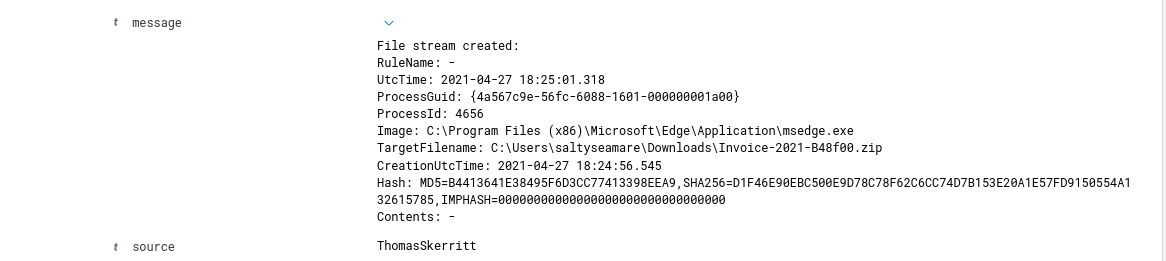 t message
File stream created:
RuleName: -
UtcTime: 2021-04-27 18:25:01.318
ProcessGuid: {4a567c9e-56fc-6088-1601-000000001a00}
ProcessId: 4656
Image: C:\Program Files (x86)\Microsoft\Edge\Application\msedge.exe
TargetFilename: C:\Users\saltyseamare\Downloads\Invoice-2021-B48f00.zip
CreationUtcTime: 2021-04-27 18:24:56.545
Hash: MD5=B4413641E38495F6D3CC77413398EEA9,SHA256=D1F46E90EBC500E9D78C78F62C6CC74D7B153E20A1E57FD9150554A1
32615785,IMPHASH=00000000000000000000000000000000
Contents: -
t source ThomasSkerritt